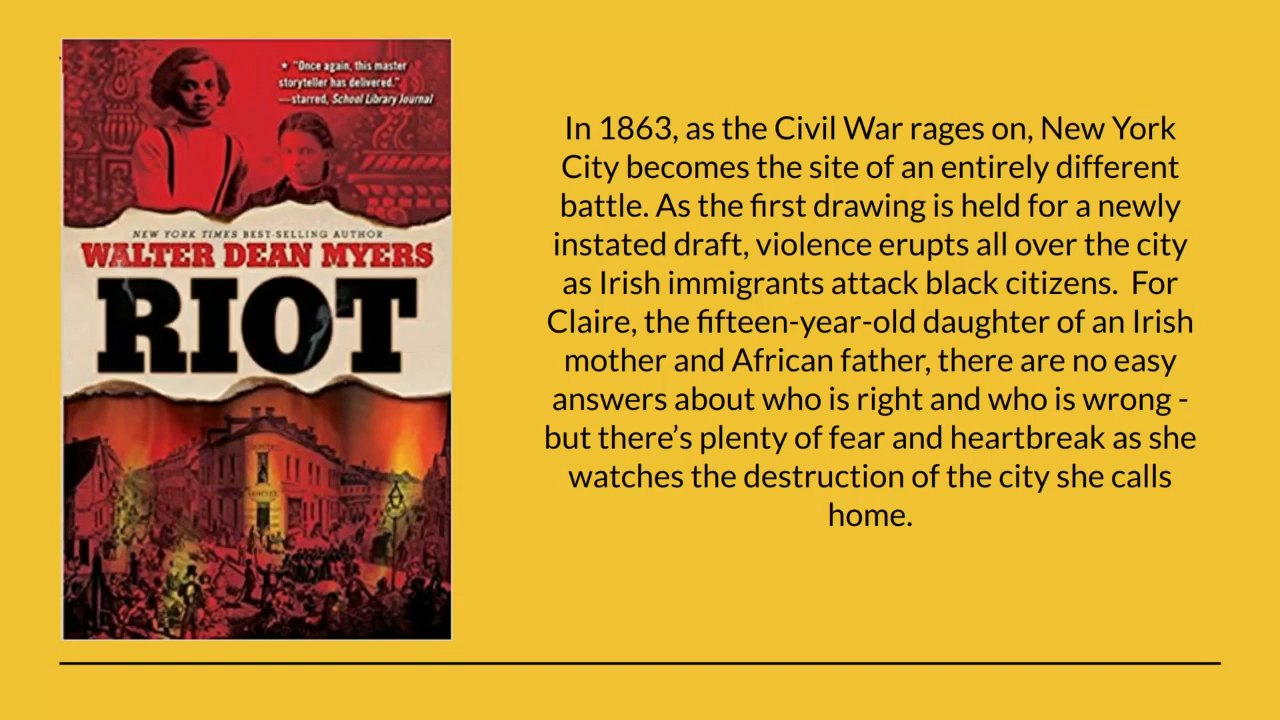 ★ "Once again, this master
storyteller has delivered."
—starred, School Library Journal
NEW YORK TIMES BEST-SELLING AUTHOR
WALTER DEAN MYERS
RIOT
In 1863, as the Civil War rages on, New York
City becomes the site of an entirely different
battle. As the first drawing is held for a newly
instated draft, violence erupts all over the city
as Irish immigrants attack black citizens.  For
Claire, the fifteen-year-old daughter of an Irish
mother and African father, there are no easy
answers about who is right and who is wrong -
but there’s plenty of fear and heartbreak as she
watches the destruction of the city she calls
home.